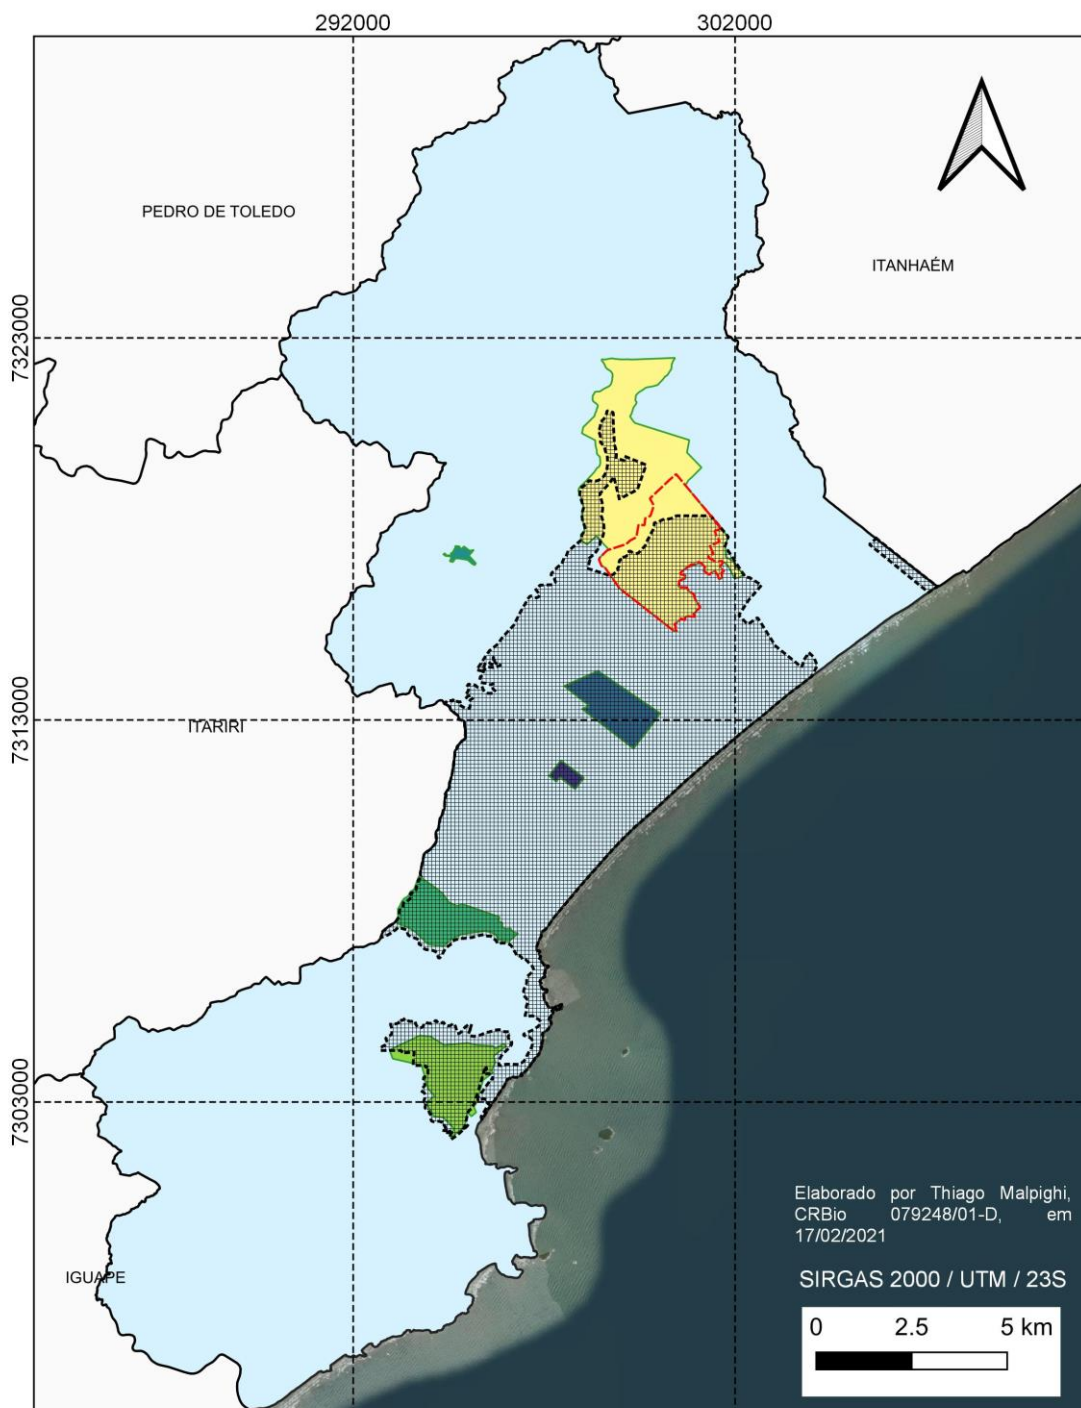 292000 302000
PEDRO DE TOLEDO
ITANHAÉM
7323000
7313000
ITARIRI
7303000
Elaborado por Thiago Malpighi,
CRBio 079248/01-D, em
17/02/2021
IGUAPE
SIRGAS 2000 / UTM / 23S
0 2.5 5 km